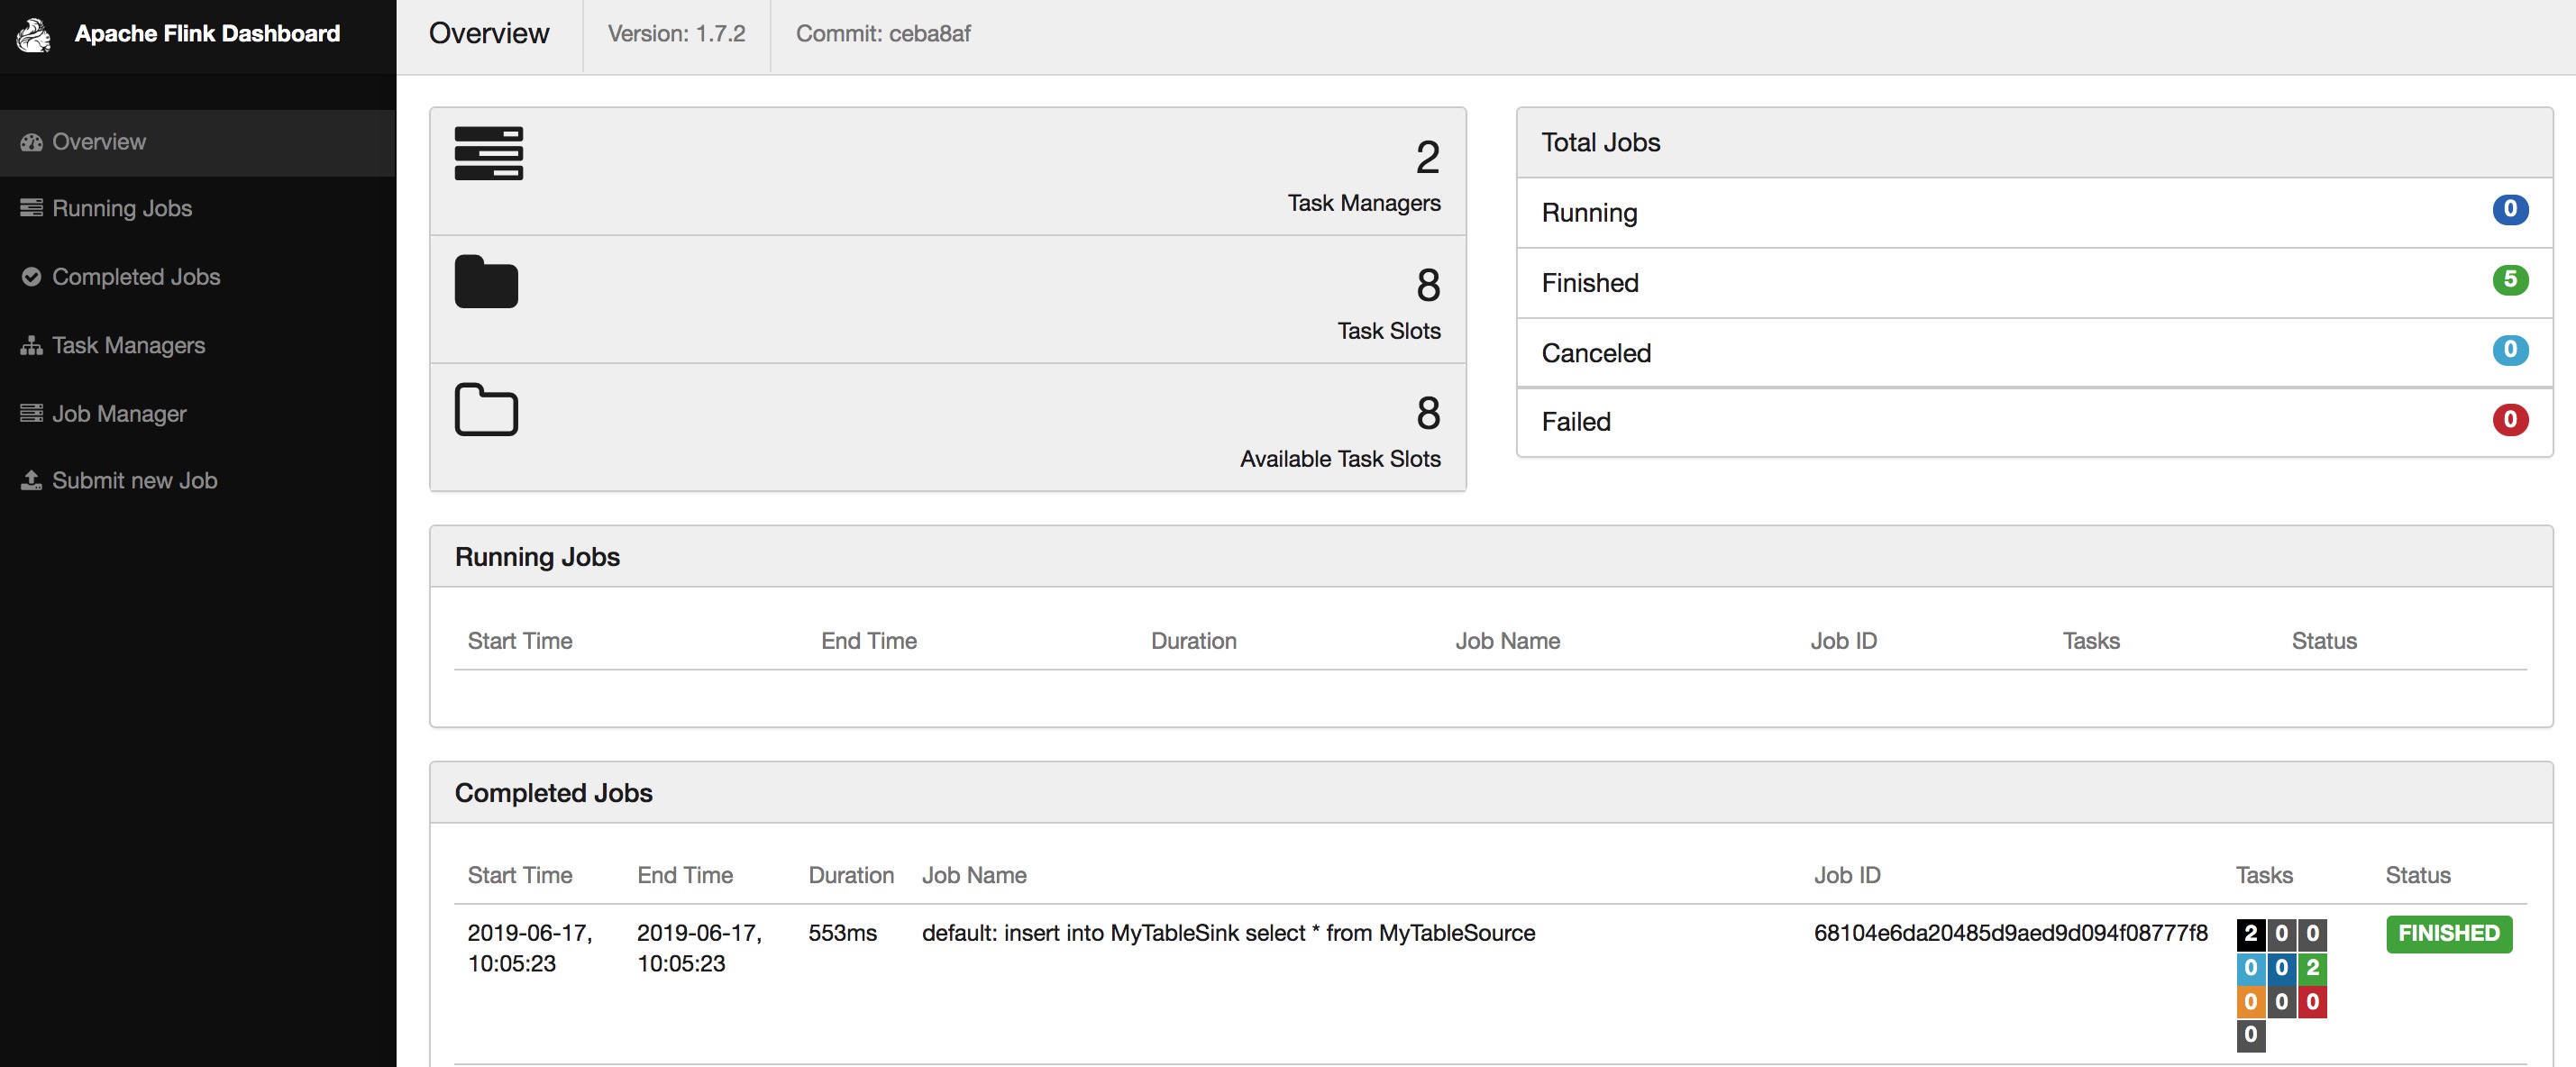 Apache Flink Dashboard
Overview
Version: 1.7.2
Commit: ceba8af
Overview
Running Jobs
Completed Jobs
Task Managers
Job Manager
Submit new Job
2
Task Managers
8
Task Slots
8
Available Task Slots
Total Jobs
Running 0
Finished 5
Canceled 0
Failed 0
Running Jobs
Start Time End Time Duration Job Name Job ID Tasks Status
Completed Jobs
Start Time End Time Duration Job Name Job ID Tasks Status
2019-06-17, 2019-06-17, 553ms default: insert into MyTableSink select * from MyTableSource 68104e6da20485d9aed9d094f08777f8 2 0 0 FINISHED
10:05:23 10:05:23 0 0 2
0 0 0
0